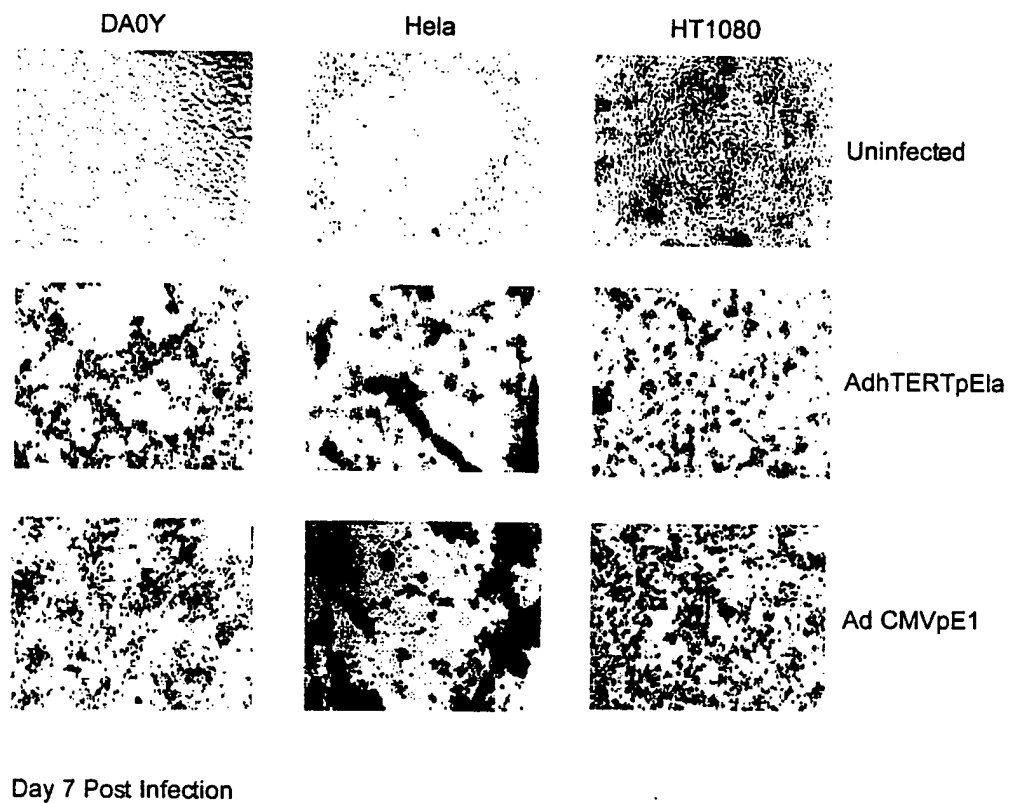 DA0Y
Hela
HT1080
Uninfected
AdhTERTpEla
Ad CMVpE1
Day 7 Post Infection